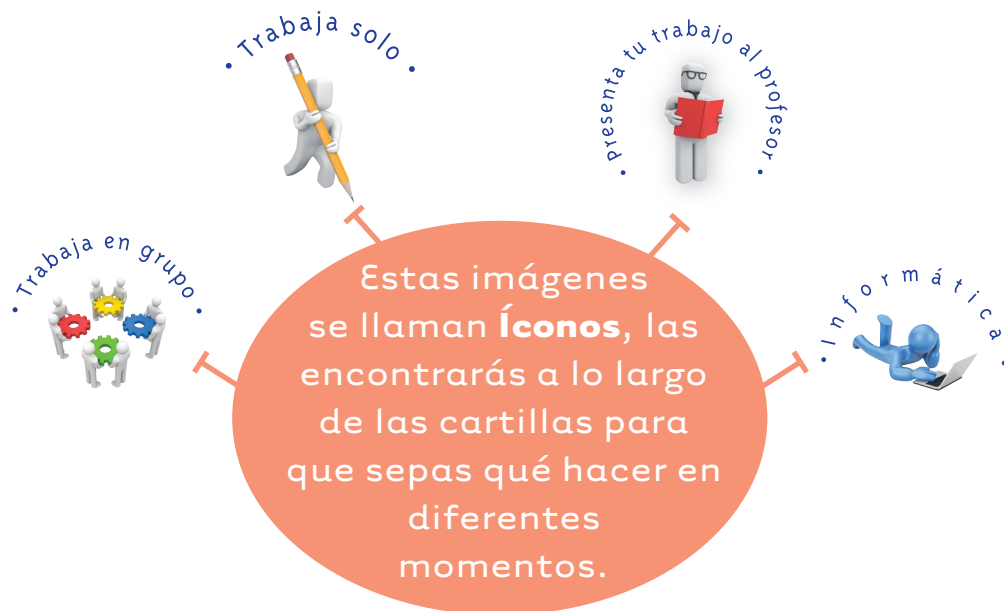 • Trabaja solo •
• Presenta tu trabajo al profesor •
• Trabaja en grupo •
• Informática •
Estas imágenes
se llaman Íconos, las
encontrarás a lo largo
de las cartillas para
que sepas qué hacer en
diferentes
momentos.